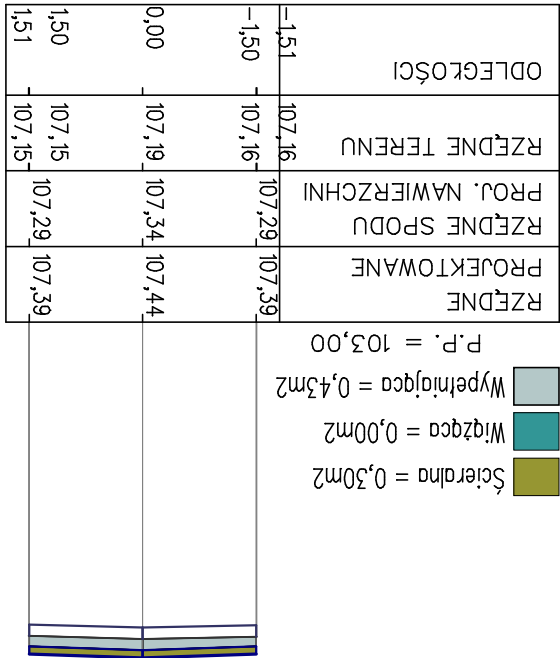 Ścieralna = 0,30m2
Wiążąca = 0,00m2
Wypełniająca = 0,43m2
P.P. = 103,00
RZĘDNE
PROJEKTOWANE
107,39
107,44
107,39
RZĘDNE SPODU
PROJ. NAWIERZCHNI
107,29
107,34
107,29
RZĘDNE TERENU
107,16
107,16
107,19
107,15
107,15
ODLEGŁOŚCI
-1,51
-1,50
0,00
1,50
1,51